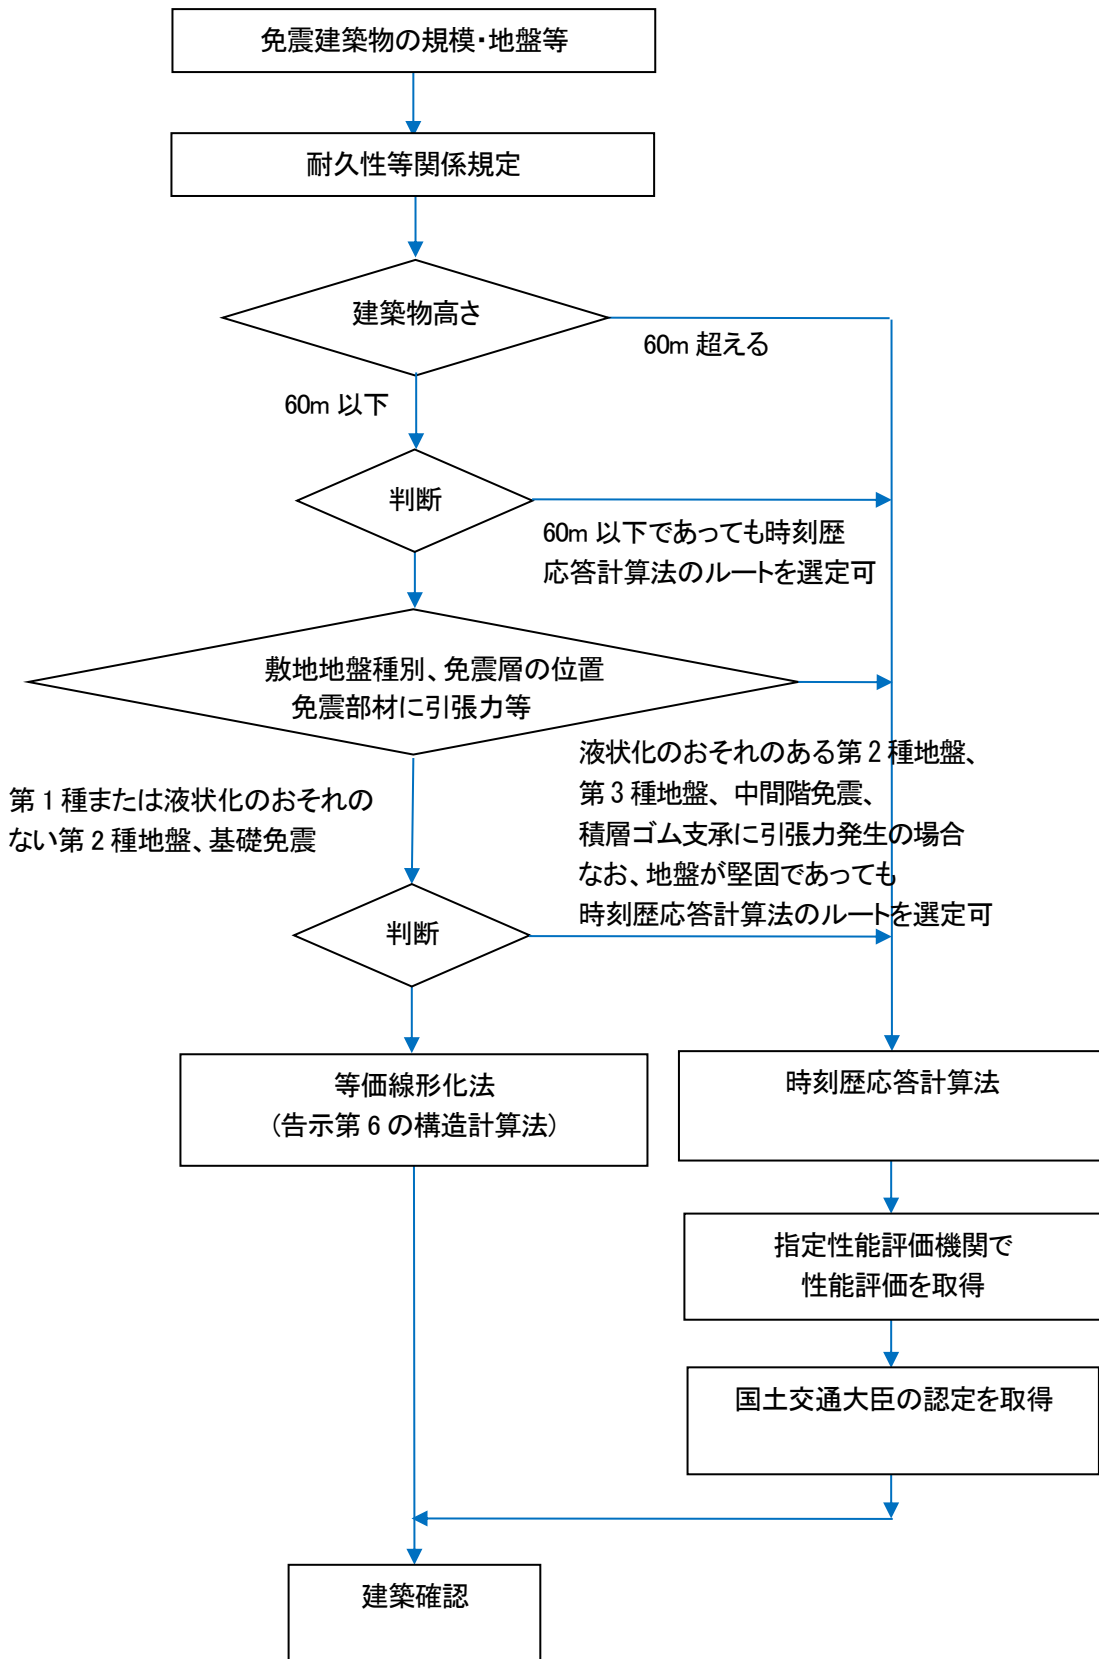 免震建築物の規模・地盤等
耐久性等関係規定
建築物高さ
60m 超える
60m 以下
判断
60m 以下であっても時刻歴
応答計算法のルートを選定可
敷地地盤種別、免震層の位置
免震部材に引張力等
液状化のおそれのある第 2 種地盤、
第 3 種地盤、 中間階免震、
積層ゴム支承に引張力発生の場合
なお、地盤が堅固であっても
時刻歴応答計算法のルートを選定可
第 1 種または液状化のおそれの
ない第 2 種地盤、基礎免震
判断
等価線形化法
(告示第 6 の構造計算法)
時刻歴応答計算法
指定性能評価機関で
性能評価を取得
国土交通大臣の認定を取得
建築確認